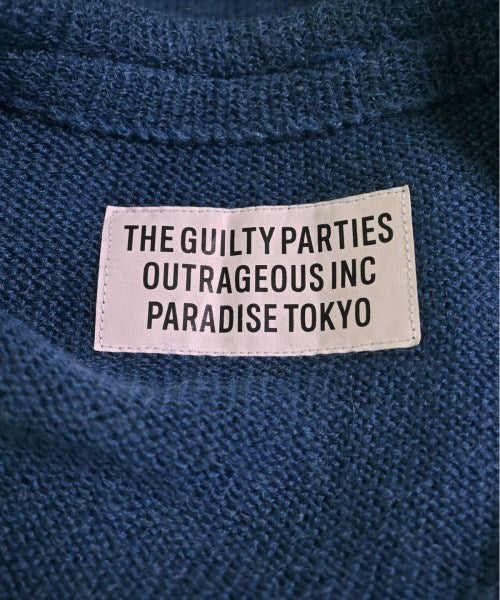 THE GUILTY PARTIES
OUTRAGEOUS INC
PARADISE TOKYO